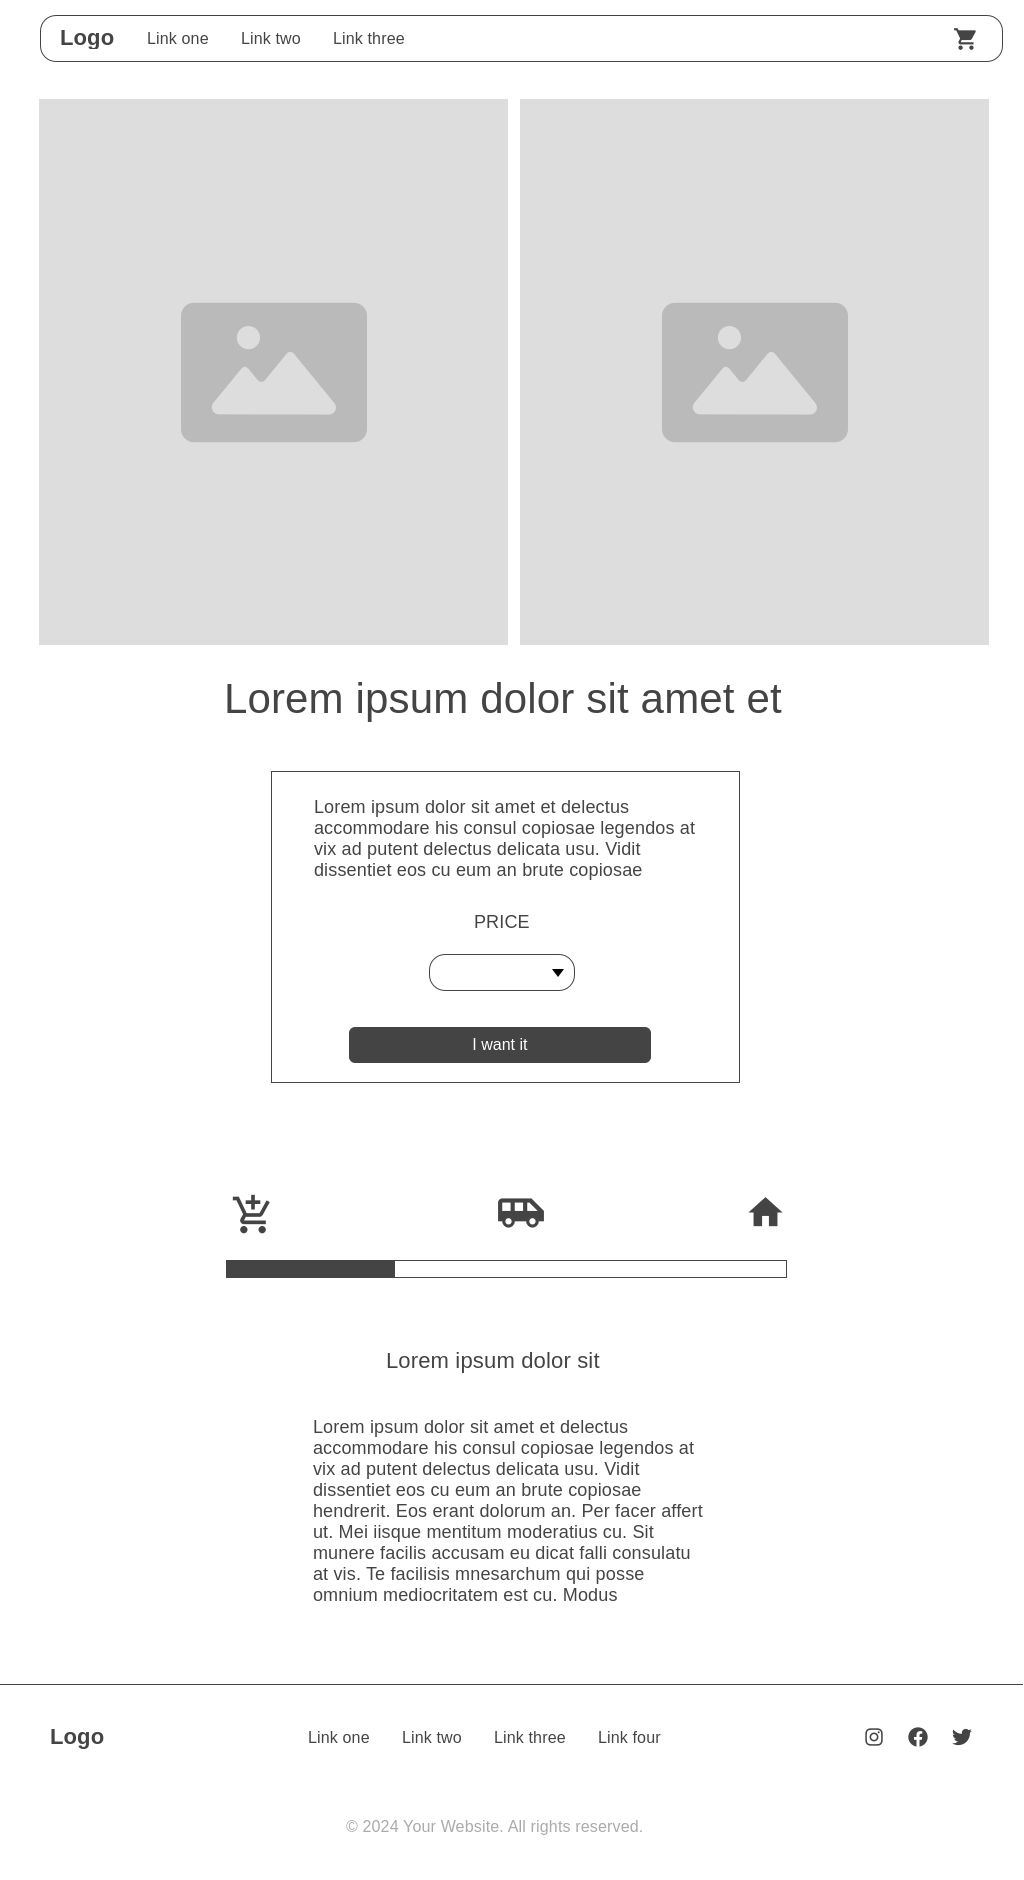 Logo Link one Link two Link three
Lorem ipsum dolor sit amet et
Lorem ipsum dolor sit amet et delectus
accommodare his consul copiosae legendos at
vix ad putent delectus delicata usu. Vidit
dissentiet eos cu eum an brute copiosae
PRICE
I want it
Lorem ipsum dolor sit
Lorem ipsum dolor sit amet et delectus
accommodare his consul copiosae legendos at
vix ad putent delectus delicata usu. Vidit
dissentiet eos cu eum an brute copiosae
hendrerit. Eos erant dolorum an. Per facer affert
ut. Mei iisque mentitum moderatius cu. Sit
munere facilis accusam eu dicat falli consulatu
at vis. Te facilisis mnesarchum qui posse
omnium mediocritatem est cu. Modus
Logo Link one Link two Link three Link four
© 2024 Your Website. All rights reserved.